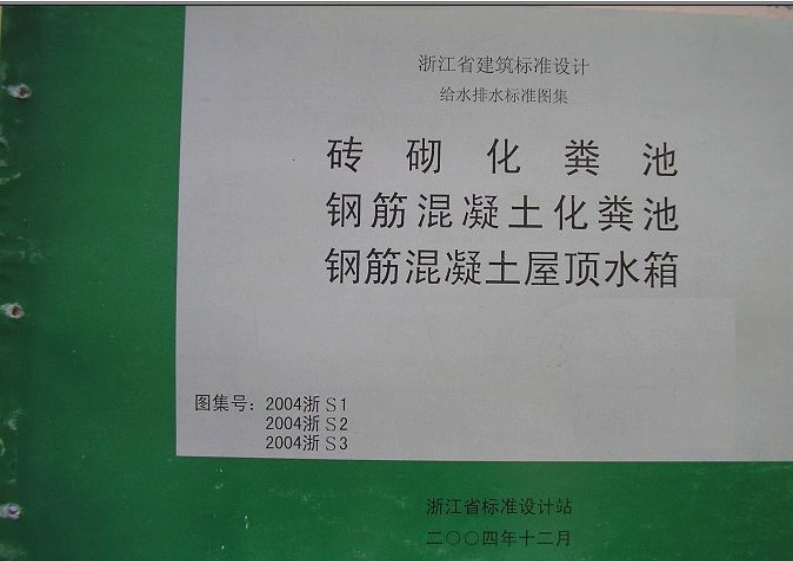 浙江省建筑标准设计
给水排水标准图集
砖砌化粪池
钢筋混凝土化粪池
钢筋混凝土屋顶水箱
图集号：2004浙S1
2004浙S2
2004浙S3
浙江省标准设计站
二〇〇四年十二月